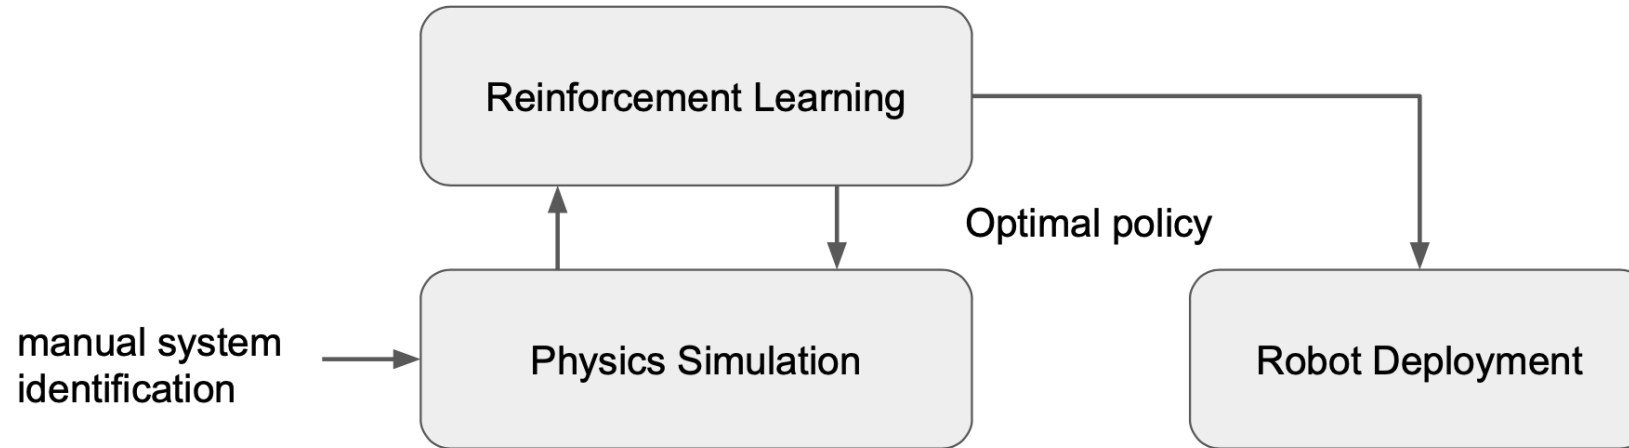 Reinforcement Learning
Optimal policy
manual system
identification
Physics Simulation
Robot Deployment